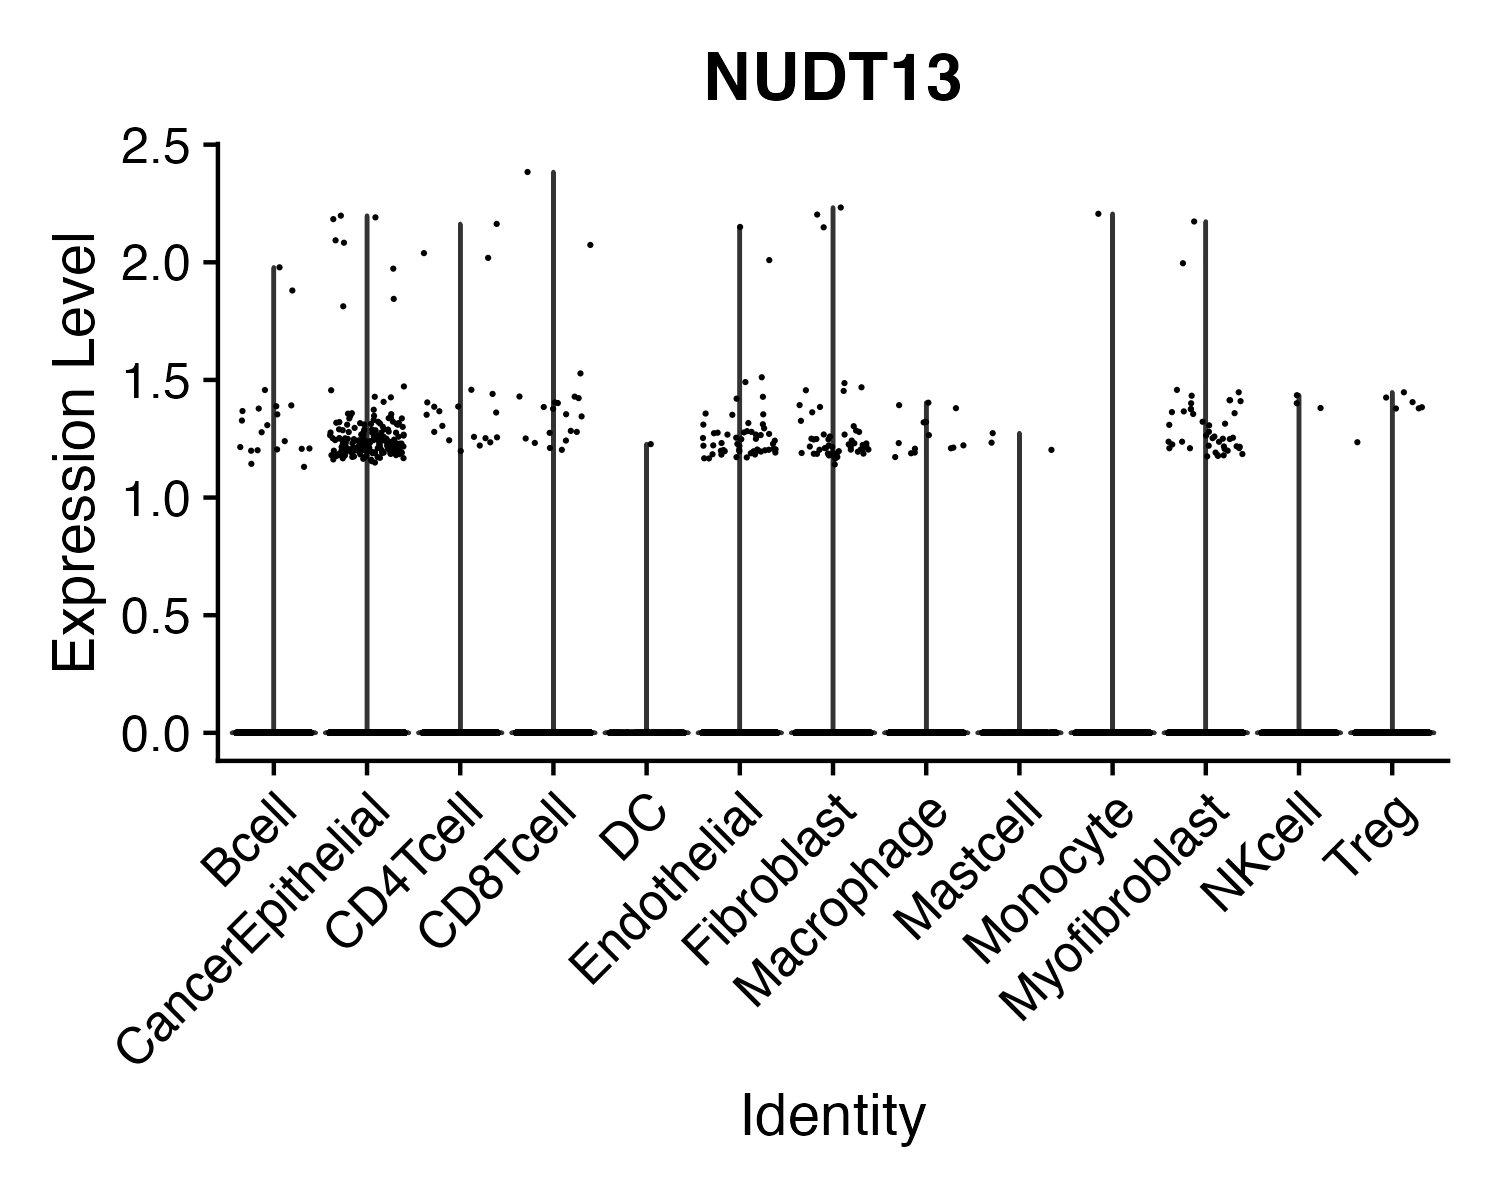 NUDT13
Expression Level
2.5
2.0
1.5
1.0
0.5
0.0
Bcell
CancerEpithelial
CD4Tcell
CD8Tcell
DC
Endothelial
Fibroblast
Macrophage
Mastcell
Monocyte
Myofibroblast
NKcell
Treg
Identity